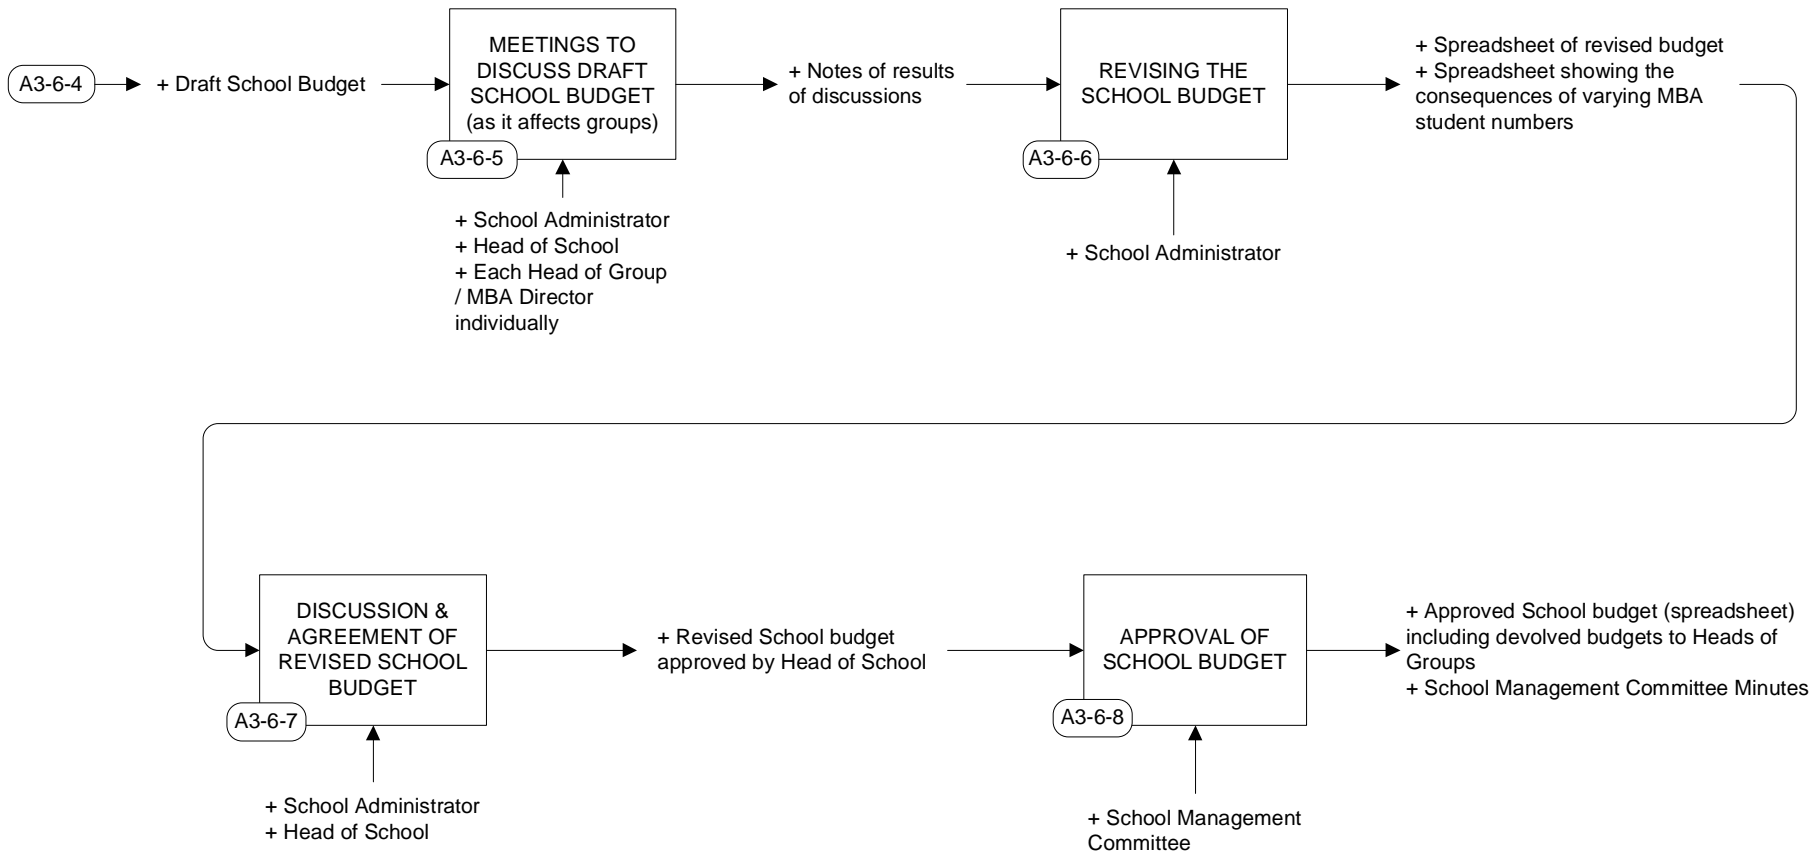 A3-6-4
+ Draft School Budget
MEETINGS TO
DISCUSS DRAFT
SCHOOL BUDGET
(as it affects groups)
A3-6-5
+ School Administrator
+ Head of School
+ Each Head of Group
/ MBA Director
individually
+ Notes of results
of discussions
REVISING THE
SCHOOL BUDGET
A3-6-6
+ School Administrator
+ Spreadsheet of revised budget
+ Spreadsheet showing the
consequences of varying MBA
student numbers
DISCUSSION &
AGREEMENT OF
REVISED SCHOOL
BUDGET
A3-6-7
+ School Administrator
+ Head of School
+ Revised School budget
approved by Head of School
APPROVAL OF
SCHOOL BUDGET
A3-6-8
+ School Management
Committee
+ Approved School budget (spreadsheet)
including devolved budgets to Heads of
Groups
+ School Management Committee Minutes